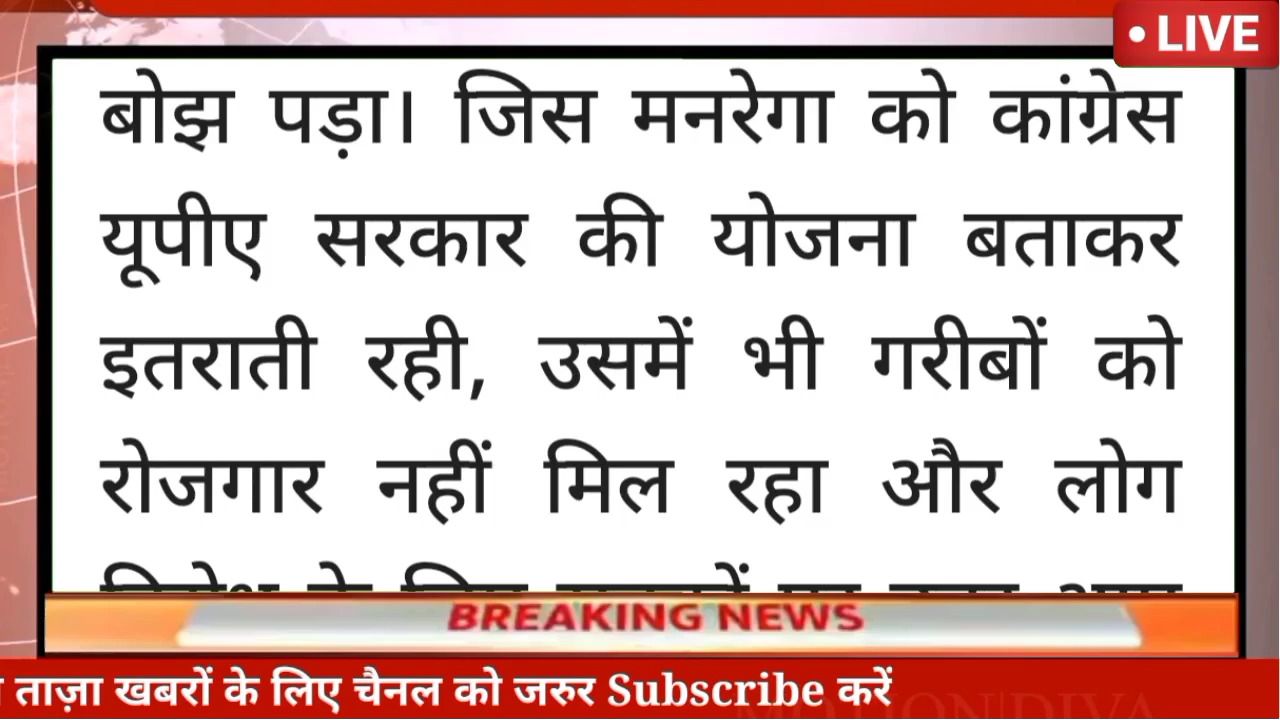 LIVE
बोझ पड़ा। जिस मनरेगा को कांग्रेस
यूपीए सरकार की योजना बताकर
इतराती रही, उसमें भी गरीबों को
रोजगार नहीं मिल रहा और लोग
BREAKING NEWS
ताज़ा खबरों के लिए चैनल को जरुर Subscribe करें